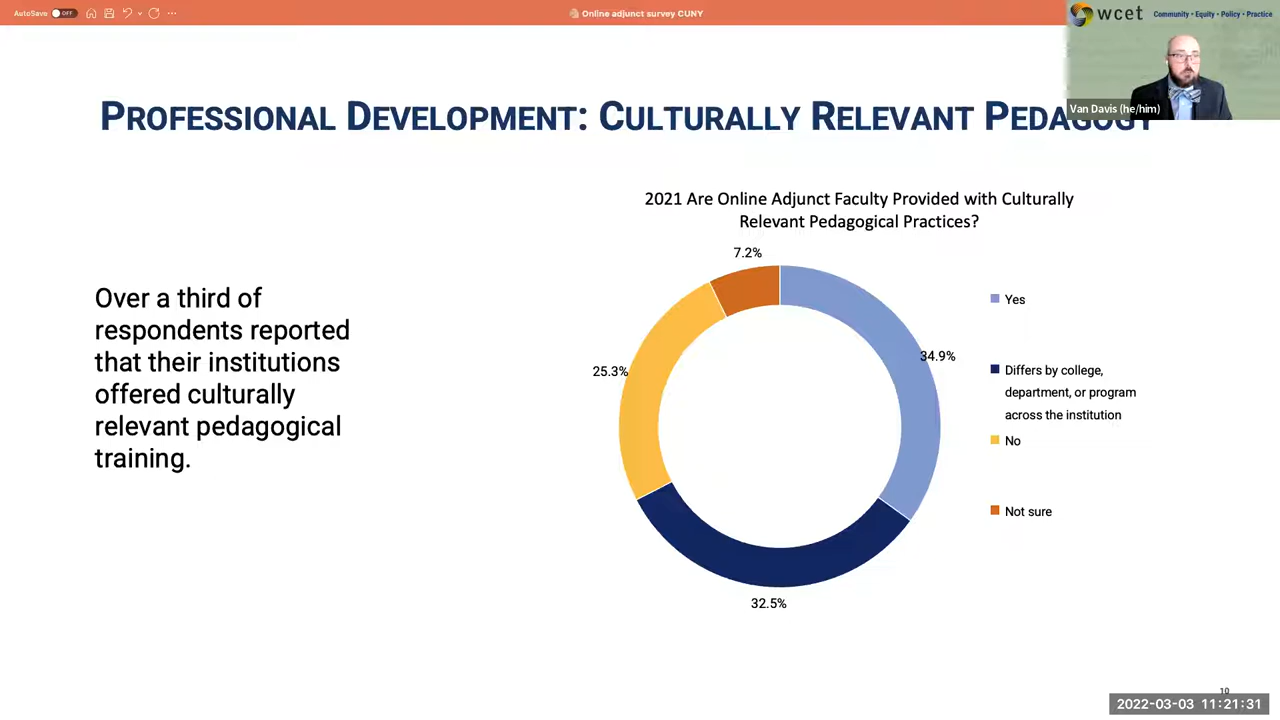 AutoSave OFF
Online adjunct survey CUNY
wcet Community • Equity • Policy • Practice
Van Davis (he/him)
PROFESSIONAL DEVELOPMENT: CULTURALLY RELEVANT PEDAGOGY
2021 Are Online Adjunct Faculty Provided with Culturally
Relevant Pedagogical Practices?
Over a third of
respondents reported
that their institutions
offered culturally
relevant pedagogical
training.
7.2%
34.9%
25.3%
32.5%
Yes
Differs by college,
department, or program
across the institution
No
Not sure
10
2022-03-03 11:21:31